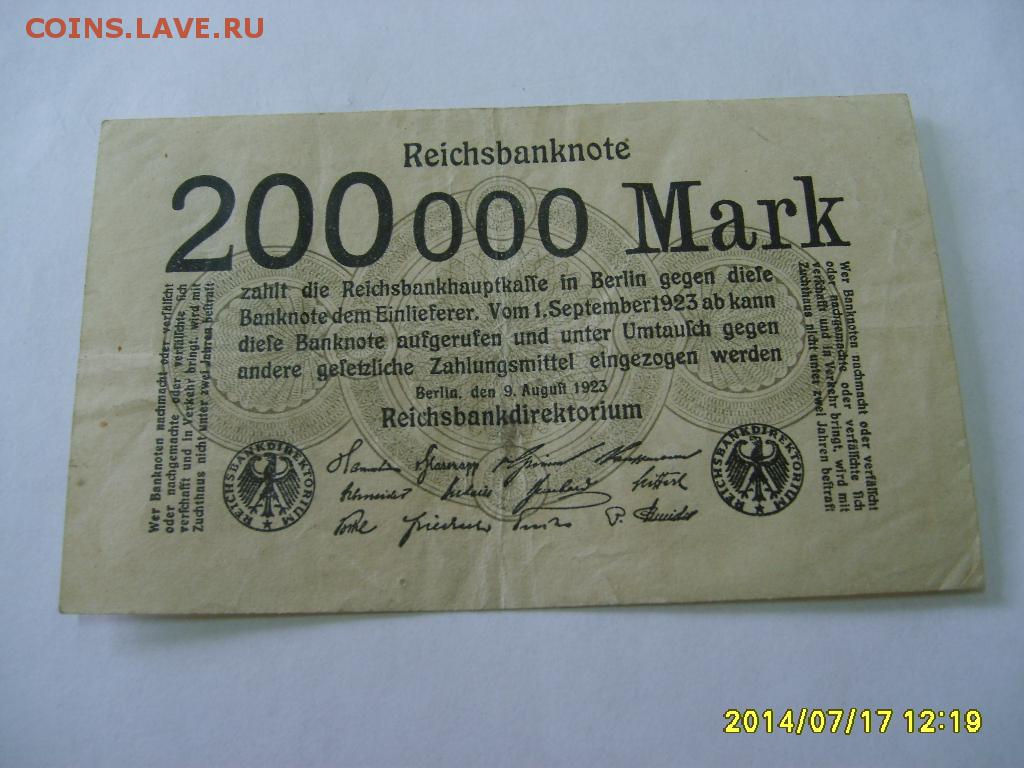 COINS.LAVE.RU
Reichsbanknote
200000 Mark
zahlt die Reichsbankhauptkaſſe in Berlin gegen dieſe
Banknote dem Einlieferer. Vom 1. September 1923 ab kann
dieſe Banknote aufgerufen und unter Umtauſch gegen
andere geſetzliche Zahlungsmittel eingezogen werden
Berlin, den 9. Auguſt 1923
Reichsbankdirektorium
Wer Banknoten nachmacht oder verfälſcht
oder nachgemachte oder verfälſchte ſich
verſchafft und in Verkehr bringt, wird mit
Zuchthaus nicht unter zwei Jahren beſtraft
Wer Banknoten nachmacht oder verfälſcht
oder nachgemachte oder verfälſchte ſich
verſchafft und in Verkehr bringt, wird mit
Zuchthaus nicht unter zwei Jahren beſtraft
REICHSBANKDIREKTORIUM
REICHSBANKDIREKTORIUM
2014/07/17 12:19